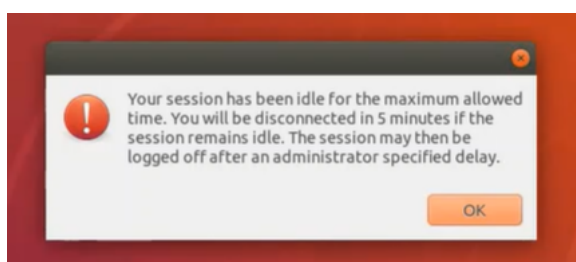 Your session has been idle for the maximum allowed
time. You will be disconnected in 5 minutes if the
session remains idle. The session may then be
logged off after an administrator specified delay.
OK